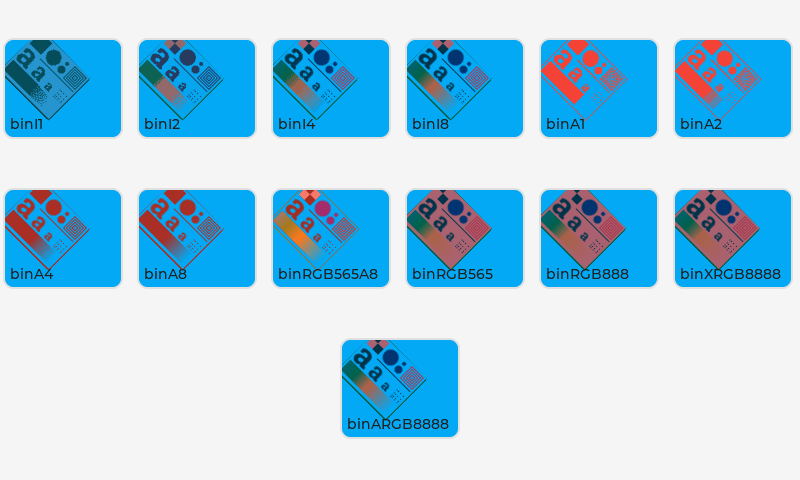 a a a
binI1
a a a
binI2
a a a
binI4
a a a
binI8
a a a
binA1
a a a
binA2
a a a
binA4
a a a
binA8
a a a
binRGB565A8
a a a
binRGB565
a a a
binRGB888
a a a
binXRGB8888
a a a
binARGB8888